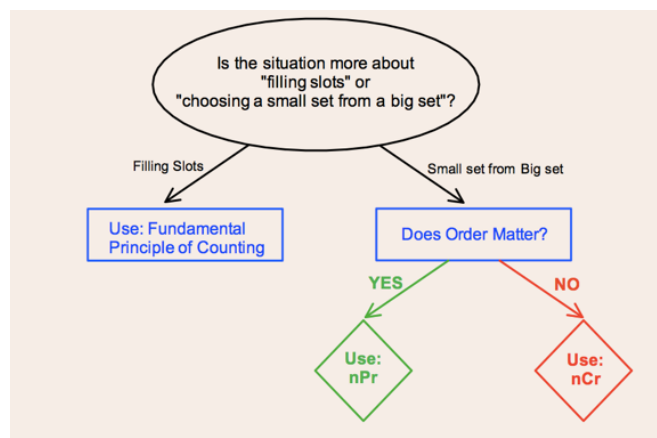 Is the situation more about
"filling slots" or
"choosing a small set from a big set"?
Filling Slots
Small set from Big set
Use: Fundamental
Principle of Counting
Does Order Matter?
YES
NO
Use:
nPr
Use:
nCr